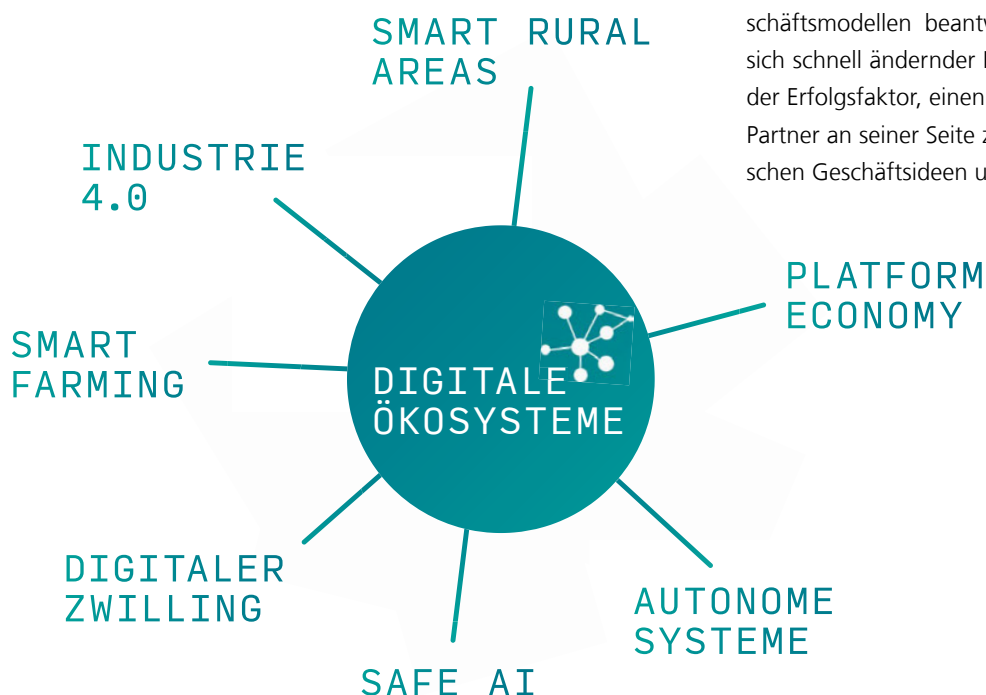 SMART RURAL
AREAS
schäftsmodellen
sich schnell ändernder
der Erfolgsfaktor, einen
Partner an seiner Seite
schen Geschäftsideen
INDUSTRIE
4.0
PLATFORM
ECONOMY
SMART
FARMING
DIGITALE
ÖKOSYSTEME
DIGITALER
ZWILLING
AUTONOME
SYSTEME
SAFE AI